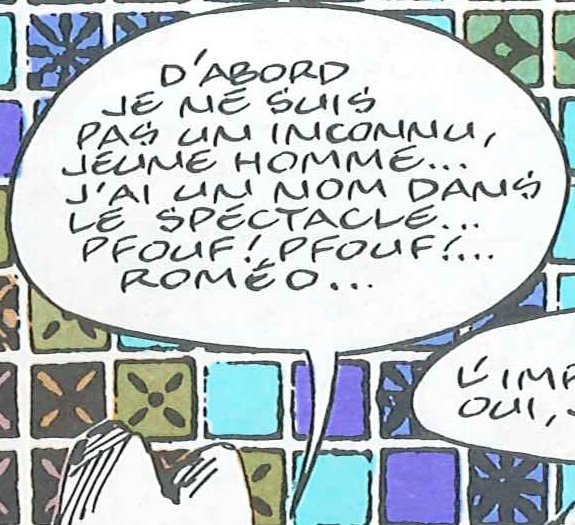 D'ABORD
JE NE SUIS
PAS UN INCONNU,
JEUNE HOMME...
J'AI UN NOM DANS
LE SPECTACLE...
PFOUF! PFOUF!...
ROMÉO...
OUI,